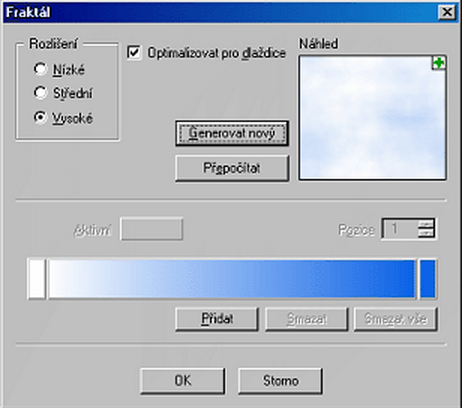 Fraktál
Rozlišení
Nízké
Střední
Vysoké
Optimalizovat pro dlaždice
Náhled
Generovat nový
Přepočítat
Aktivní
Pozice
1
Přidat
Smazat
Smazat vše
OK
Storno